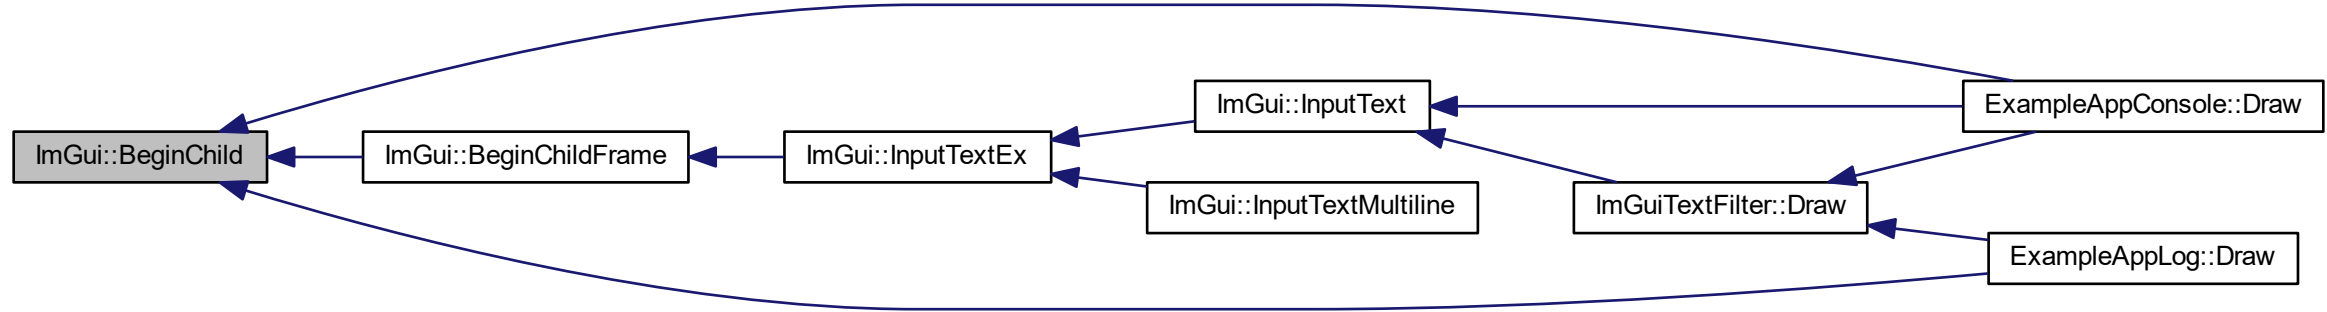 ImGui::BeginChild
ImGui::BeginChildFrame
ImGui::InputTextEx
ImGui::InputText
ImGui::InputTextMultiline
ImGuiTextFilter::Draw
ExampleAppConsole::Draw
ExampleAppLog::Draw